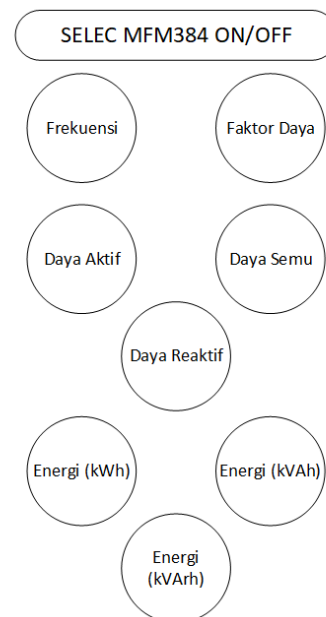 SELEC MFM384 ON/OFF
Frekuensi
Faktor Daya
Daya Aktif
Daya Semu
Daya Reaktif
Energi (kWh)
Energi (kVAh)
Energi
(kVArh)